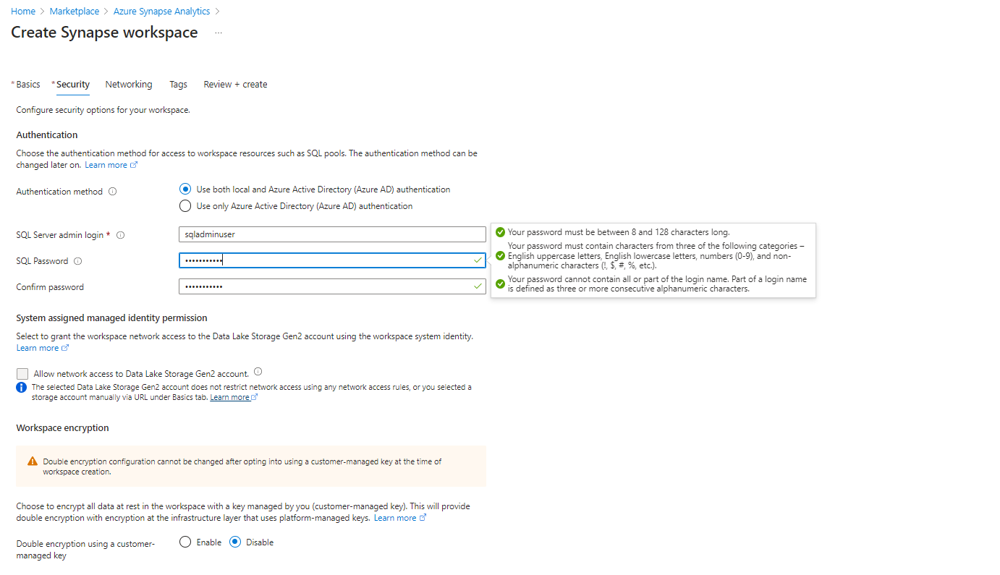 Home > Marketplace > Azure Synapse Analytics >
Create Synapse workspace ...
* Basics * Security Networking Tags Review + create
Configure security options for your workspace.
Authentication
Choose the authentication method for access to workspace resources such as SQL pools. The authentication method can be
changed later on. Learn more
Authentication method
Use both local and Azure Active Directory (Azure AD) authentication
Use only Azure Active Directory (Azure AD) authentication
SQL Server admin login * sqladminuser
SQL Password •••••••••••
Confirm password •••••••••••
Your password must be between 8 and 128 characters long.
Your password must contain characters from three of the following categories –
English uppercase letters, English lowercase letters, numbers (0-9), and non-
alphanumeric characters (!, $, #, %, etc.).
Your password cannot contain all or part of the login name. Part of a login name
is defined as three or more consecutive alphanumeric characters.
System assigned managed identity permission
Select to grant the workspace network access to the Data Lake Storage Gen2 account using the workspace system identity.
Learn more
Allow network access to Data Lake Storage Gen2 account.
The selected Data Lake Storage Gen2 account does not restrict network access using any network access rules, or you selected a
storage account manually via URL under Basics tab. Learn more
Workspace encryption
Double encryption configuration cannot be changed after opting into using a customer-managed key at the time of
workspace creation.
Choose to encrypt all data at rest in the workspace with a key managed by you (customer-managed key). This will provide
double encryption with encryption at the infrastructure layer that uses platform-managed keys. Learn more
Double encryption using a customer-
managed key
Enable Disable